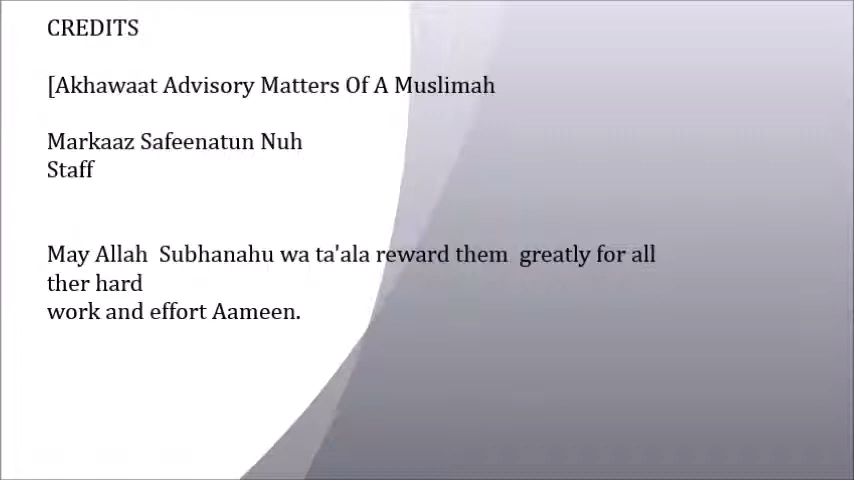 CREDITS
[Akhawaat Advisory Matters Of A Muslimah
Markaaz Safeenatun Nuh
Staff
May Allah  Subhanahu wa ta'ala reward them  greatly for all
ther hard
work and effort Aameen.